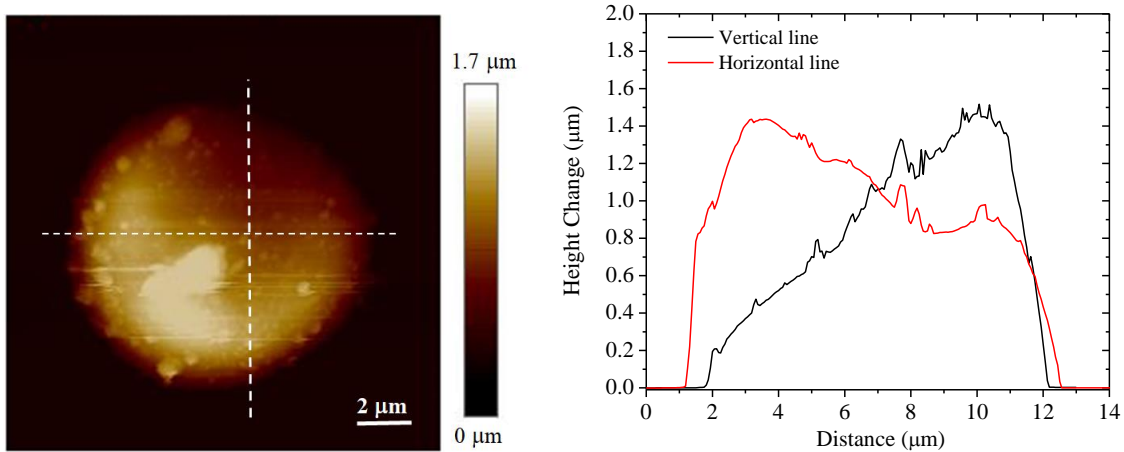 1.7 μm
0 μm
2 μm
2.0
1.8
1.6
1.4
1.2
1.0
0.8
0.6
0.4
0.2
0.0
Height Change (μm)
Vertical line
Horizontal line
0 2 4 6 8 10 12 14
Distance (μm)